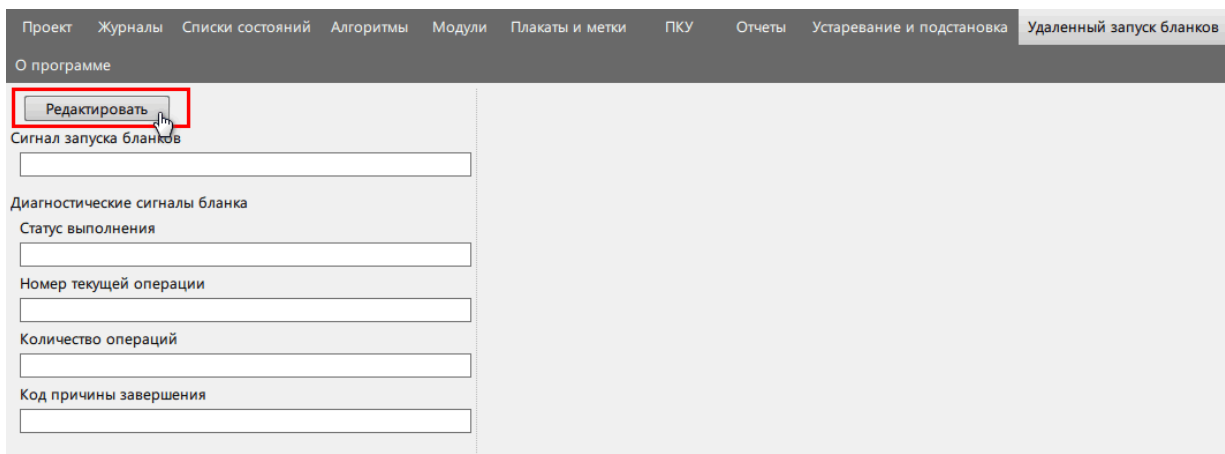 Проект Журналы Списки состояний Алгоритмы Модули Плакаты и метки ПКУ Отчеты Устаревание и подстановка Удаленный запуск бланков
О программе
Редактировать
Сигнал запуска бланков
Диагностические сигналы бланка
Статус выполнения
Номер текущей операции
Количество операций
Код причины завершения